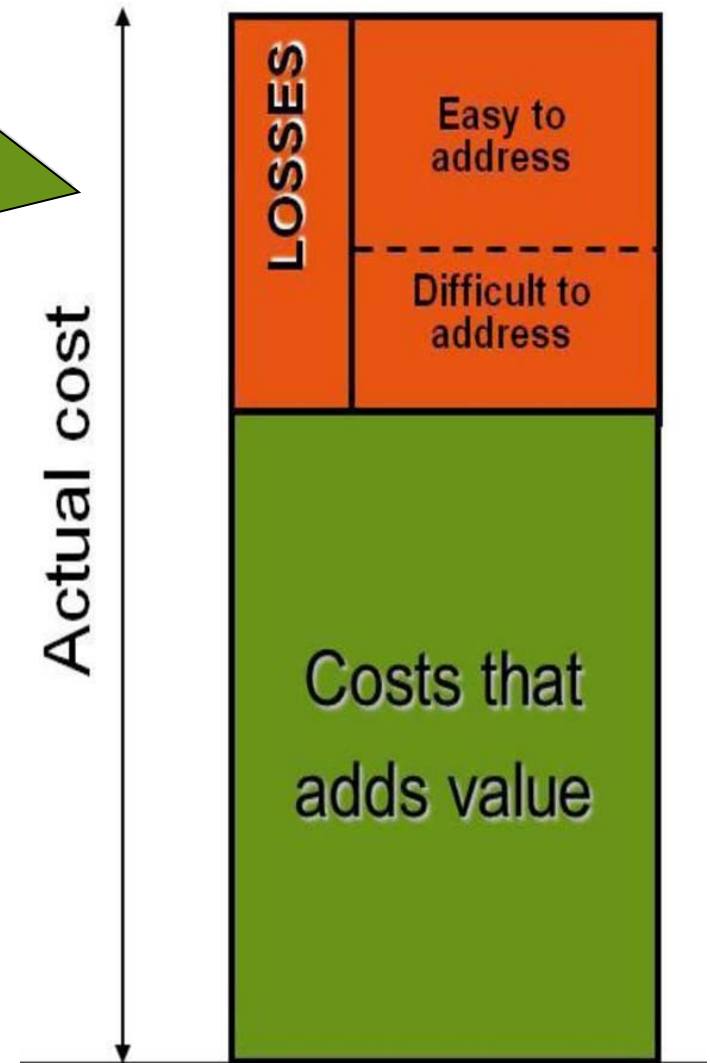 Actual cost
LOSSES
Easy to
address
Difficult to
address
Costs that
adds value